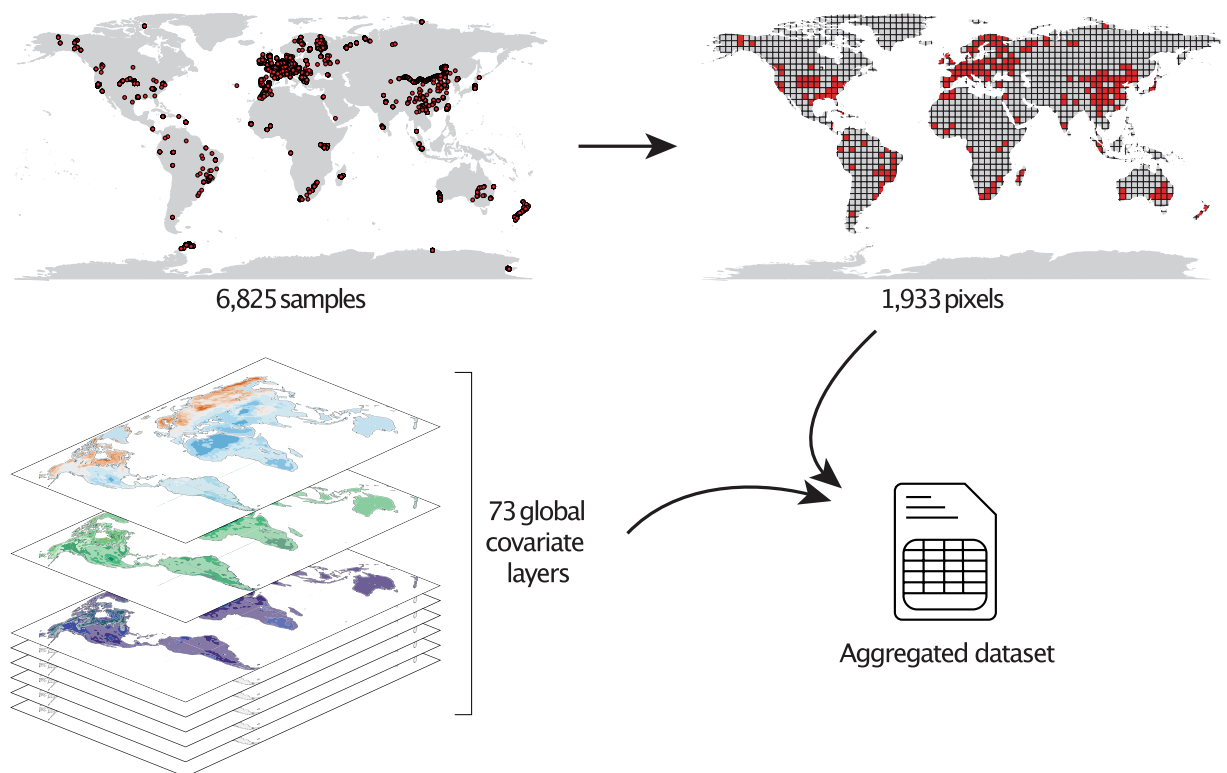 6,825 samples
1,933 pixels
73 global
covariate
layers
Aggregated dataset